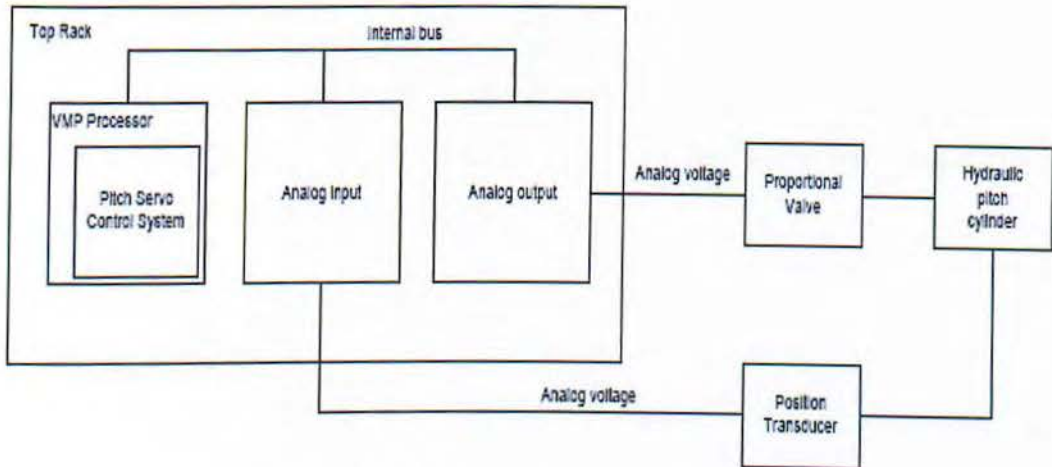 Top Rack
Internal bus
VMP Processor
Pitch Servo
Control System
Analog input
Analog output
Analog voltage
Proportional
Valve
Hydraulic
pitch
cylinder
Analog voltage
Position
Transducer